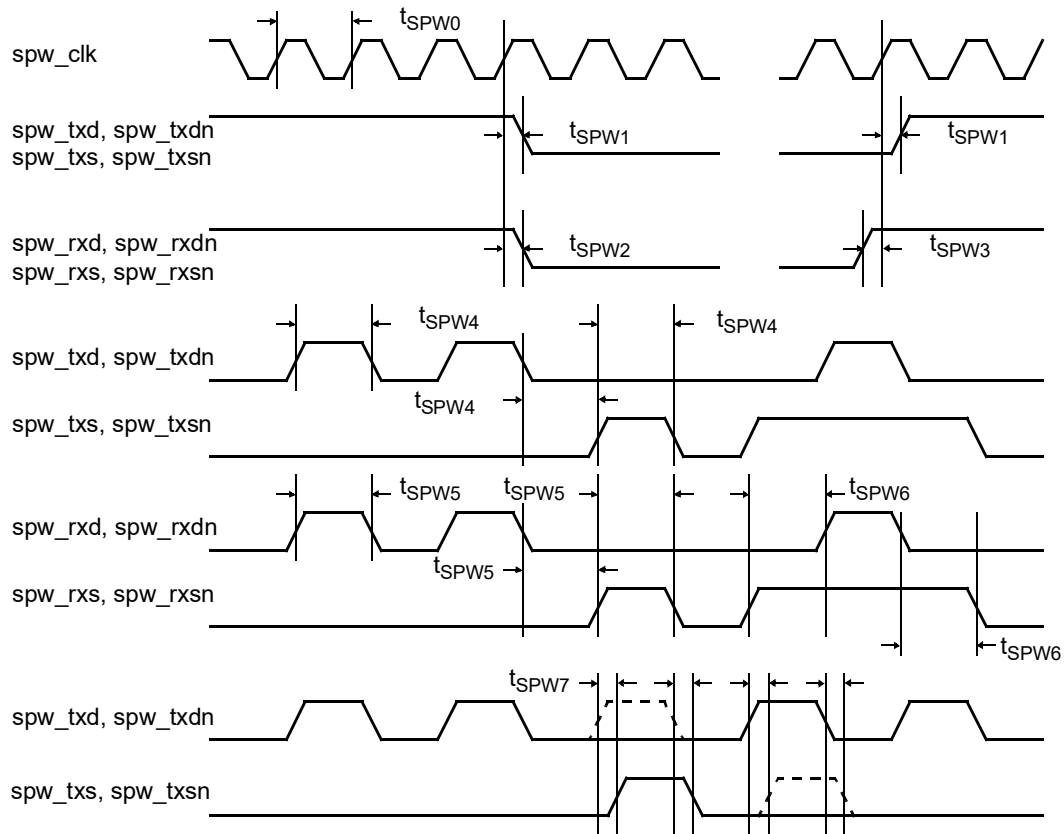 tSPW0
spw_clk
spw_txd, spw_txdn
spw_txs, spw_txsn
tSPW1
tSPW1
spw_rxd, spw_rxdn
spw_rxs, spw_rxsn
tSPW2
tSPW3
tSPW4
tSPW4
spw_txd, spw_txdn
tSPW4
spw_txs, spw_txsn
tSPW5
tSPW5
tSPW6
spw_rxd, spw_rxdn
tSPW5
spw_rxs, spw_rxsn
tSPW6
tSPW7
spw_txd, spw_txdn
spw_txs, spw_txsn